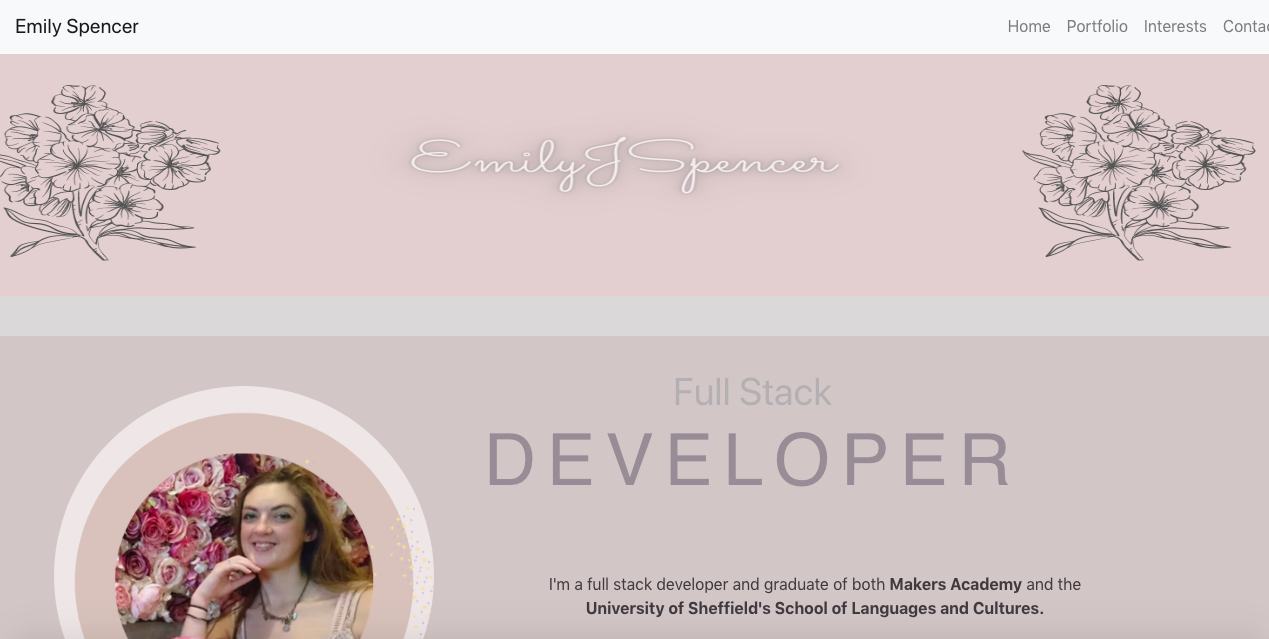 Emily Spencer
Home Portfolio Interests
EmilyJSpencer
Full Stack
DEVELOPER
I'm a full stack developer and graduate of both Makers Academy and the
University of Sheffield's School of Languages and Cultures.